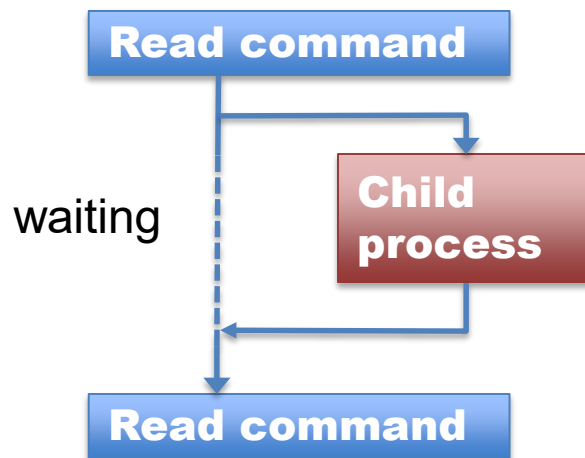 Read command
waiting
Child
process
Read command